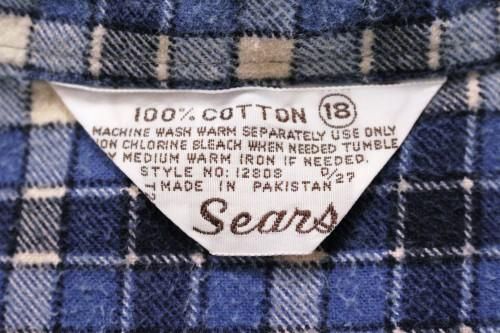 100% COTTON 18
MACHINE WASH WARM SEPARATELY USE ONLY
NON CHLORINE BLEACH WHEN NEEDED TUMBLE
MEDIUM WARM IRON IF NEEDED.
STYLE NO: 12808 D/27
MADE IN PAKISTAN
Sears